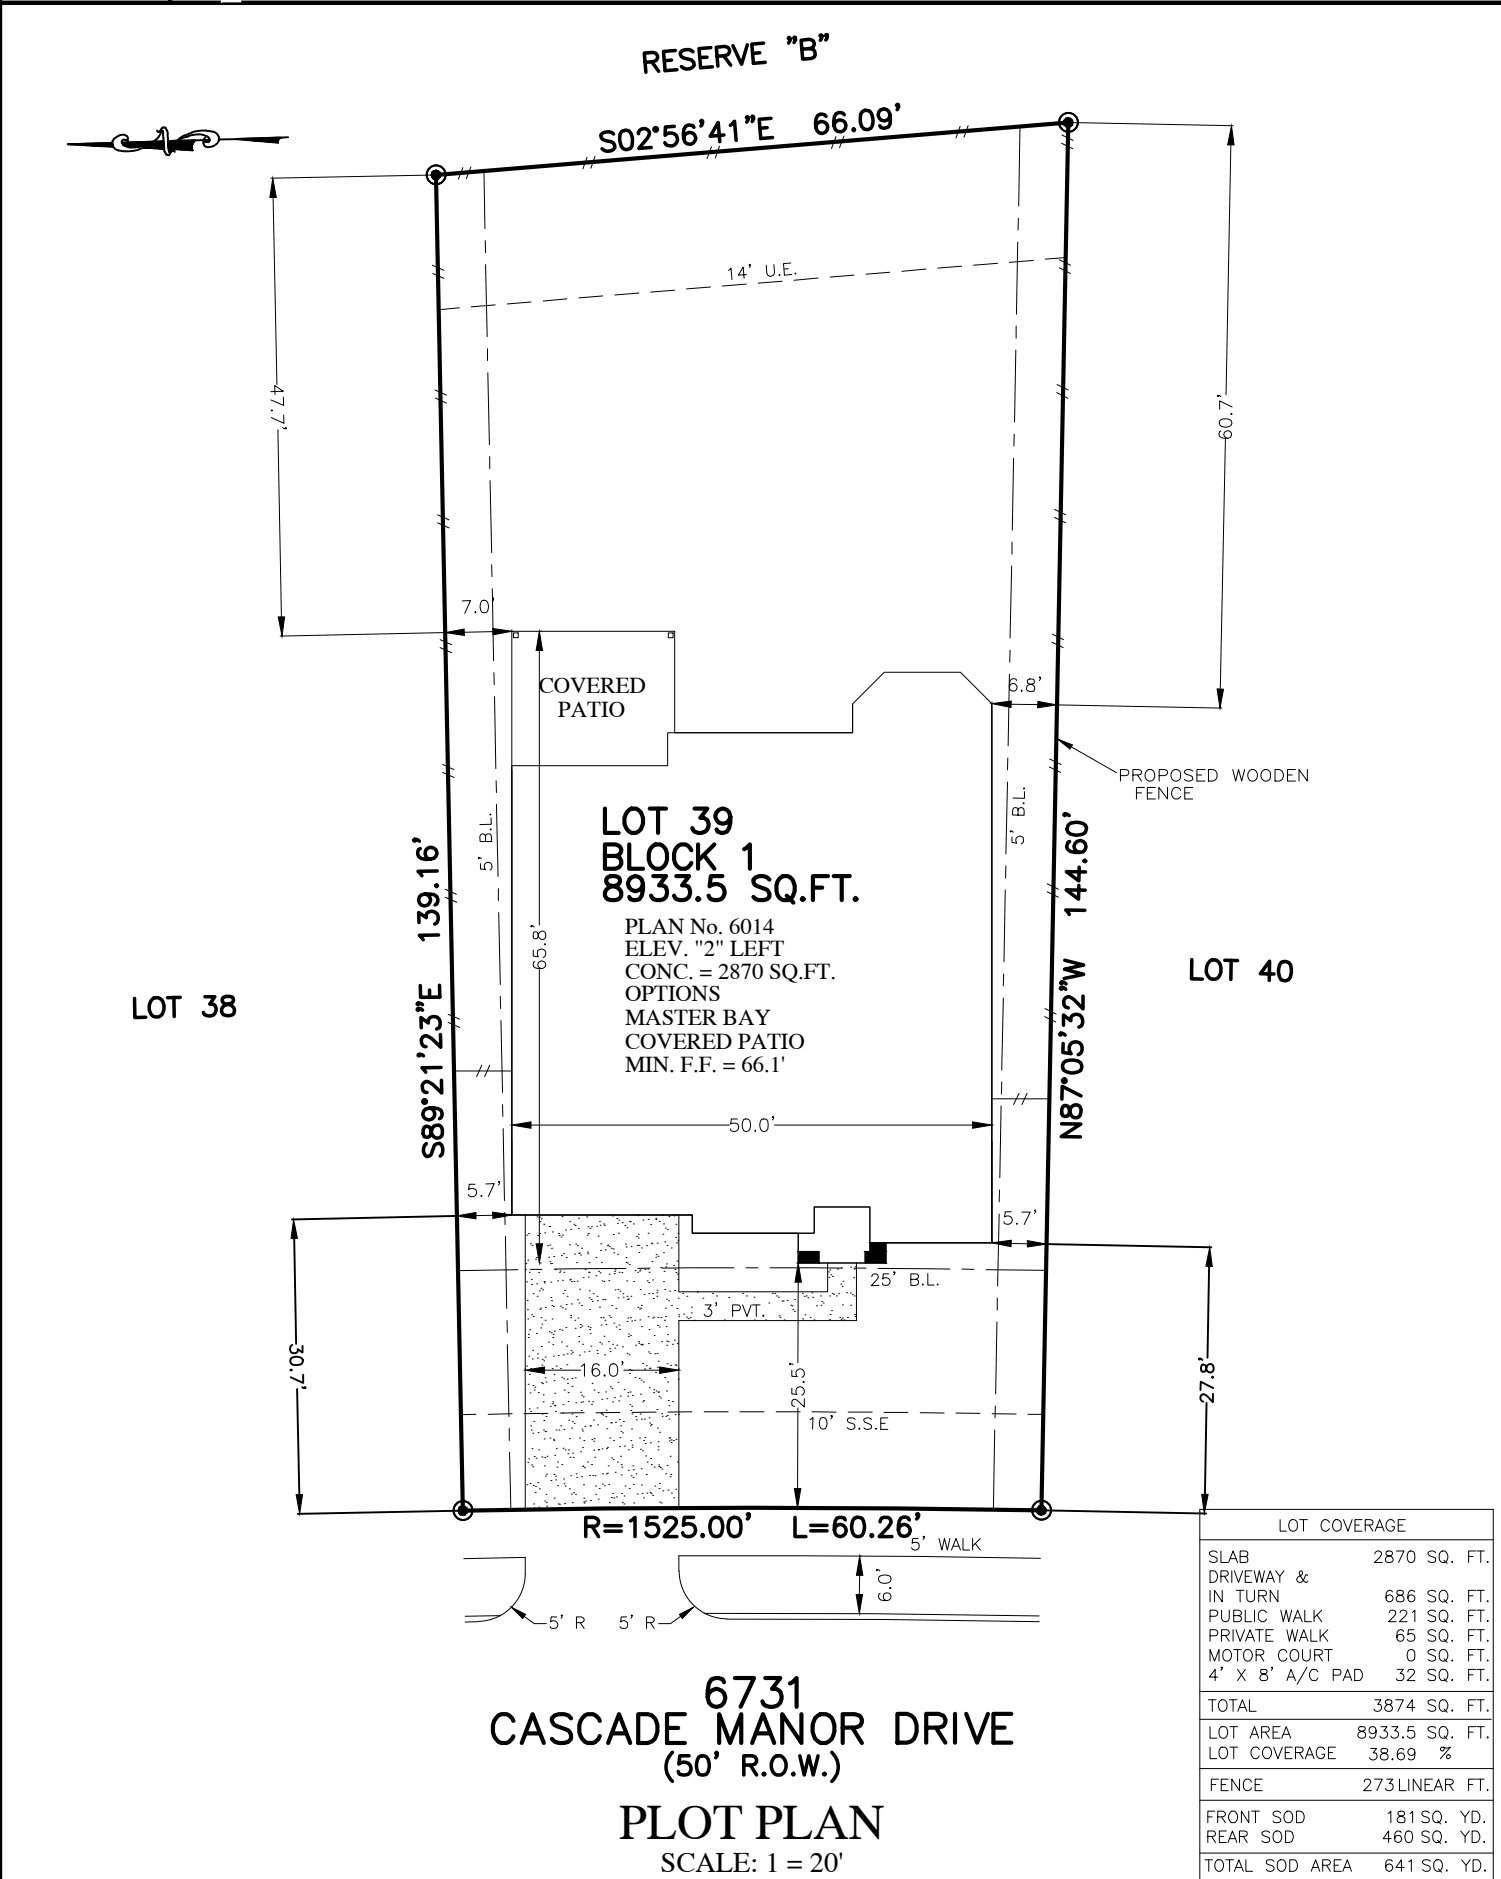 RESERVE "B"
S02°56'41"E 66.09'
14' U.E.
47.7'
60.7'
7.0'
COVERED
PATIO
6.8'
PROPOSED WOODEN
FENCE
5' B.L.
5' B.L.
LOT 39
BLOCK 1
8933.5 SQ.FT.
PLAN No. 6014
ELEV. "2" LEFT
CONC. = 2870 SQ.FT.
OPTIONS
MASTER BAY
COVERED PATIO
MIN. F.F. = 66.1'
65.8'
S89°21'23"E 139.16'
N87°05'32"W 144.60'
LOT 38
LOT 40
50.0'
5.7'
5.7'
25' B.L.
3' PVT.
30.7'
16.0'
25.5'
27.8'
10' S.S.E
R=1525.00' L=60.26'
5' WALK
6.0'
5' R
5' R
6731
CASCADE MANOR DRIVE
(50' R.O.W.)
PLOT PLAN
SCALE: 1 = 20'
LOT COVERAGE
SLAB 2870 SQ. FT.
DRIVEWAY &
IN TURN 686 SQ. FT.
PUBLIC WALK 221 SQ. FT.
PRIVATE WALK 65 SQ. FT.
MOTOR COURT 0 SQ. FT.
4' X 8' A/C PAD 32 SQ. FT.
TOTAL 3874 SQ. FT.
LOT AREA 8933.5 SQ. FT.
LOT COVERAGE 38.69 %
FENCE 273 LINEAR FT.
FRONT SOD 181 SQ. YD.
REAR SOD 460 SQ. YD.
TOTAL SOD AREA 641 SQ. YD.